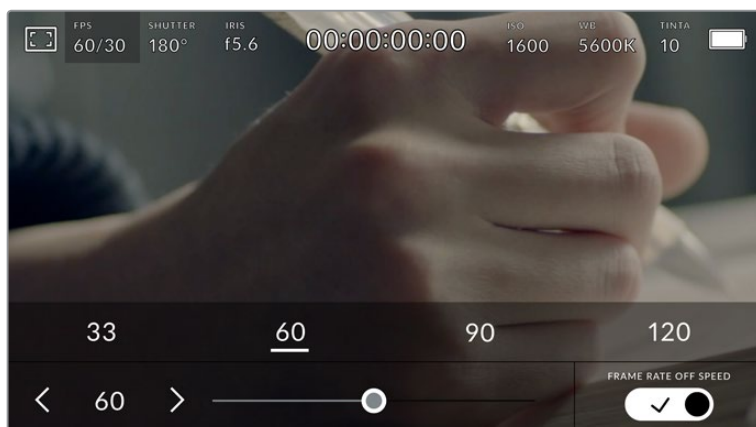 FPS SHUTTER IRIS ISO WB TINTA
60/30 180° f5.6 00:00:00:00 1600 5600K 10
33 60 90 120
FRAME RATE OFF SPEED
60